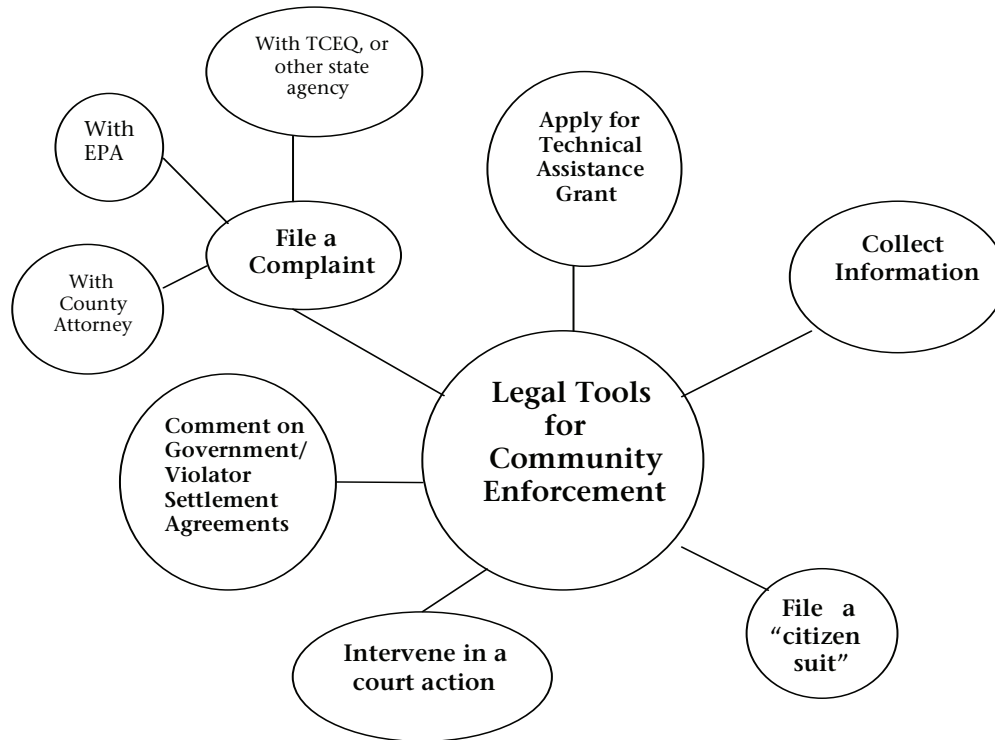 With TCEQ, or
other state
agency
With
EPA
File a
Complaint
With
County
Attorney
Apply for
Technical
Assistance
Grant
Collect
Information
Legal Tools
for
Community
Enforcement
Comment on
Government/
Violator
Settlement
Agreements
Intervene in a
court action
File a
“citizen
suit”